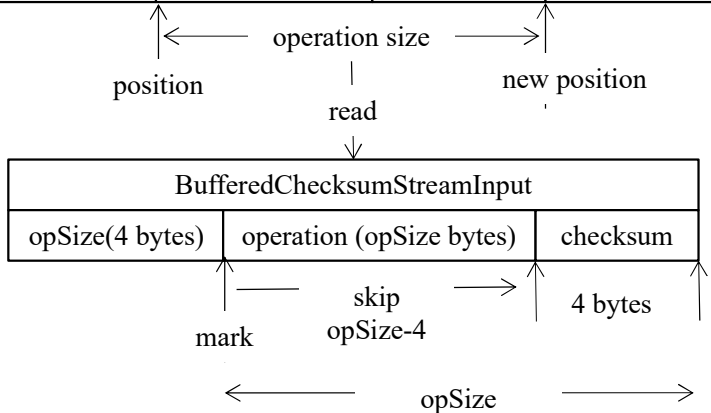 operation size
position
new position
read
BufferedChecksumStreamInput
opSize(4 bytes)
operation (opSize bytes)
checksum
skip
opSize-4
4 bytes
mark
opSize